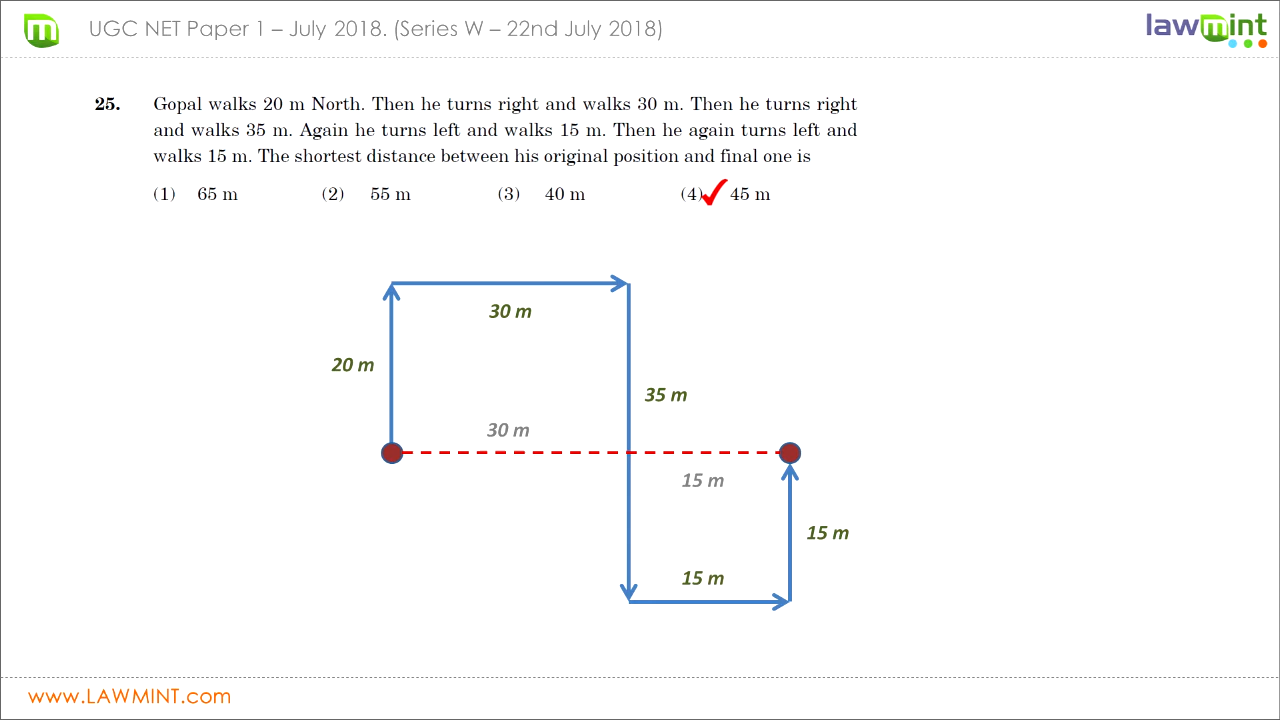 m UGC NET Paper 1 – July 2018. (Series W – 22nd July 2018) lawmint
25. Gopal walks 20 m North. Then he turns right and walks 30 m. Then he turns right
and walks 35 m. Again he turns left and walks 15 m. Then he again turns left and
walks 15 m. The shortest distance between his original position and final one is
(1) 65 m (2) 55 m (3) 40 m (4) 45 m
30 m
20 m
35 m
30 m
15 m
15 m
15 m
www.LAWMINT.com